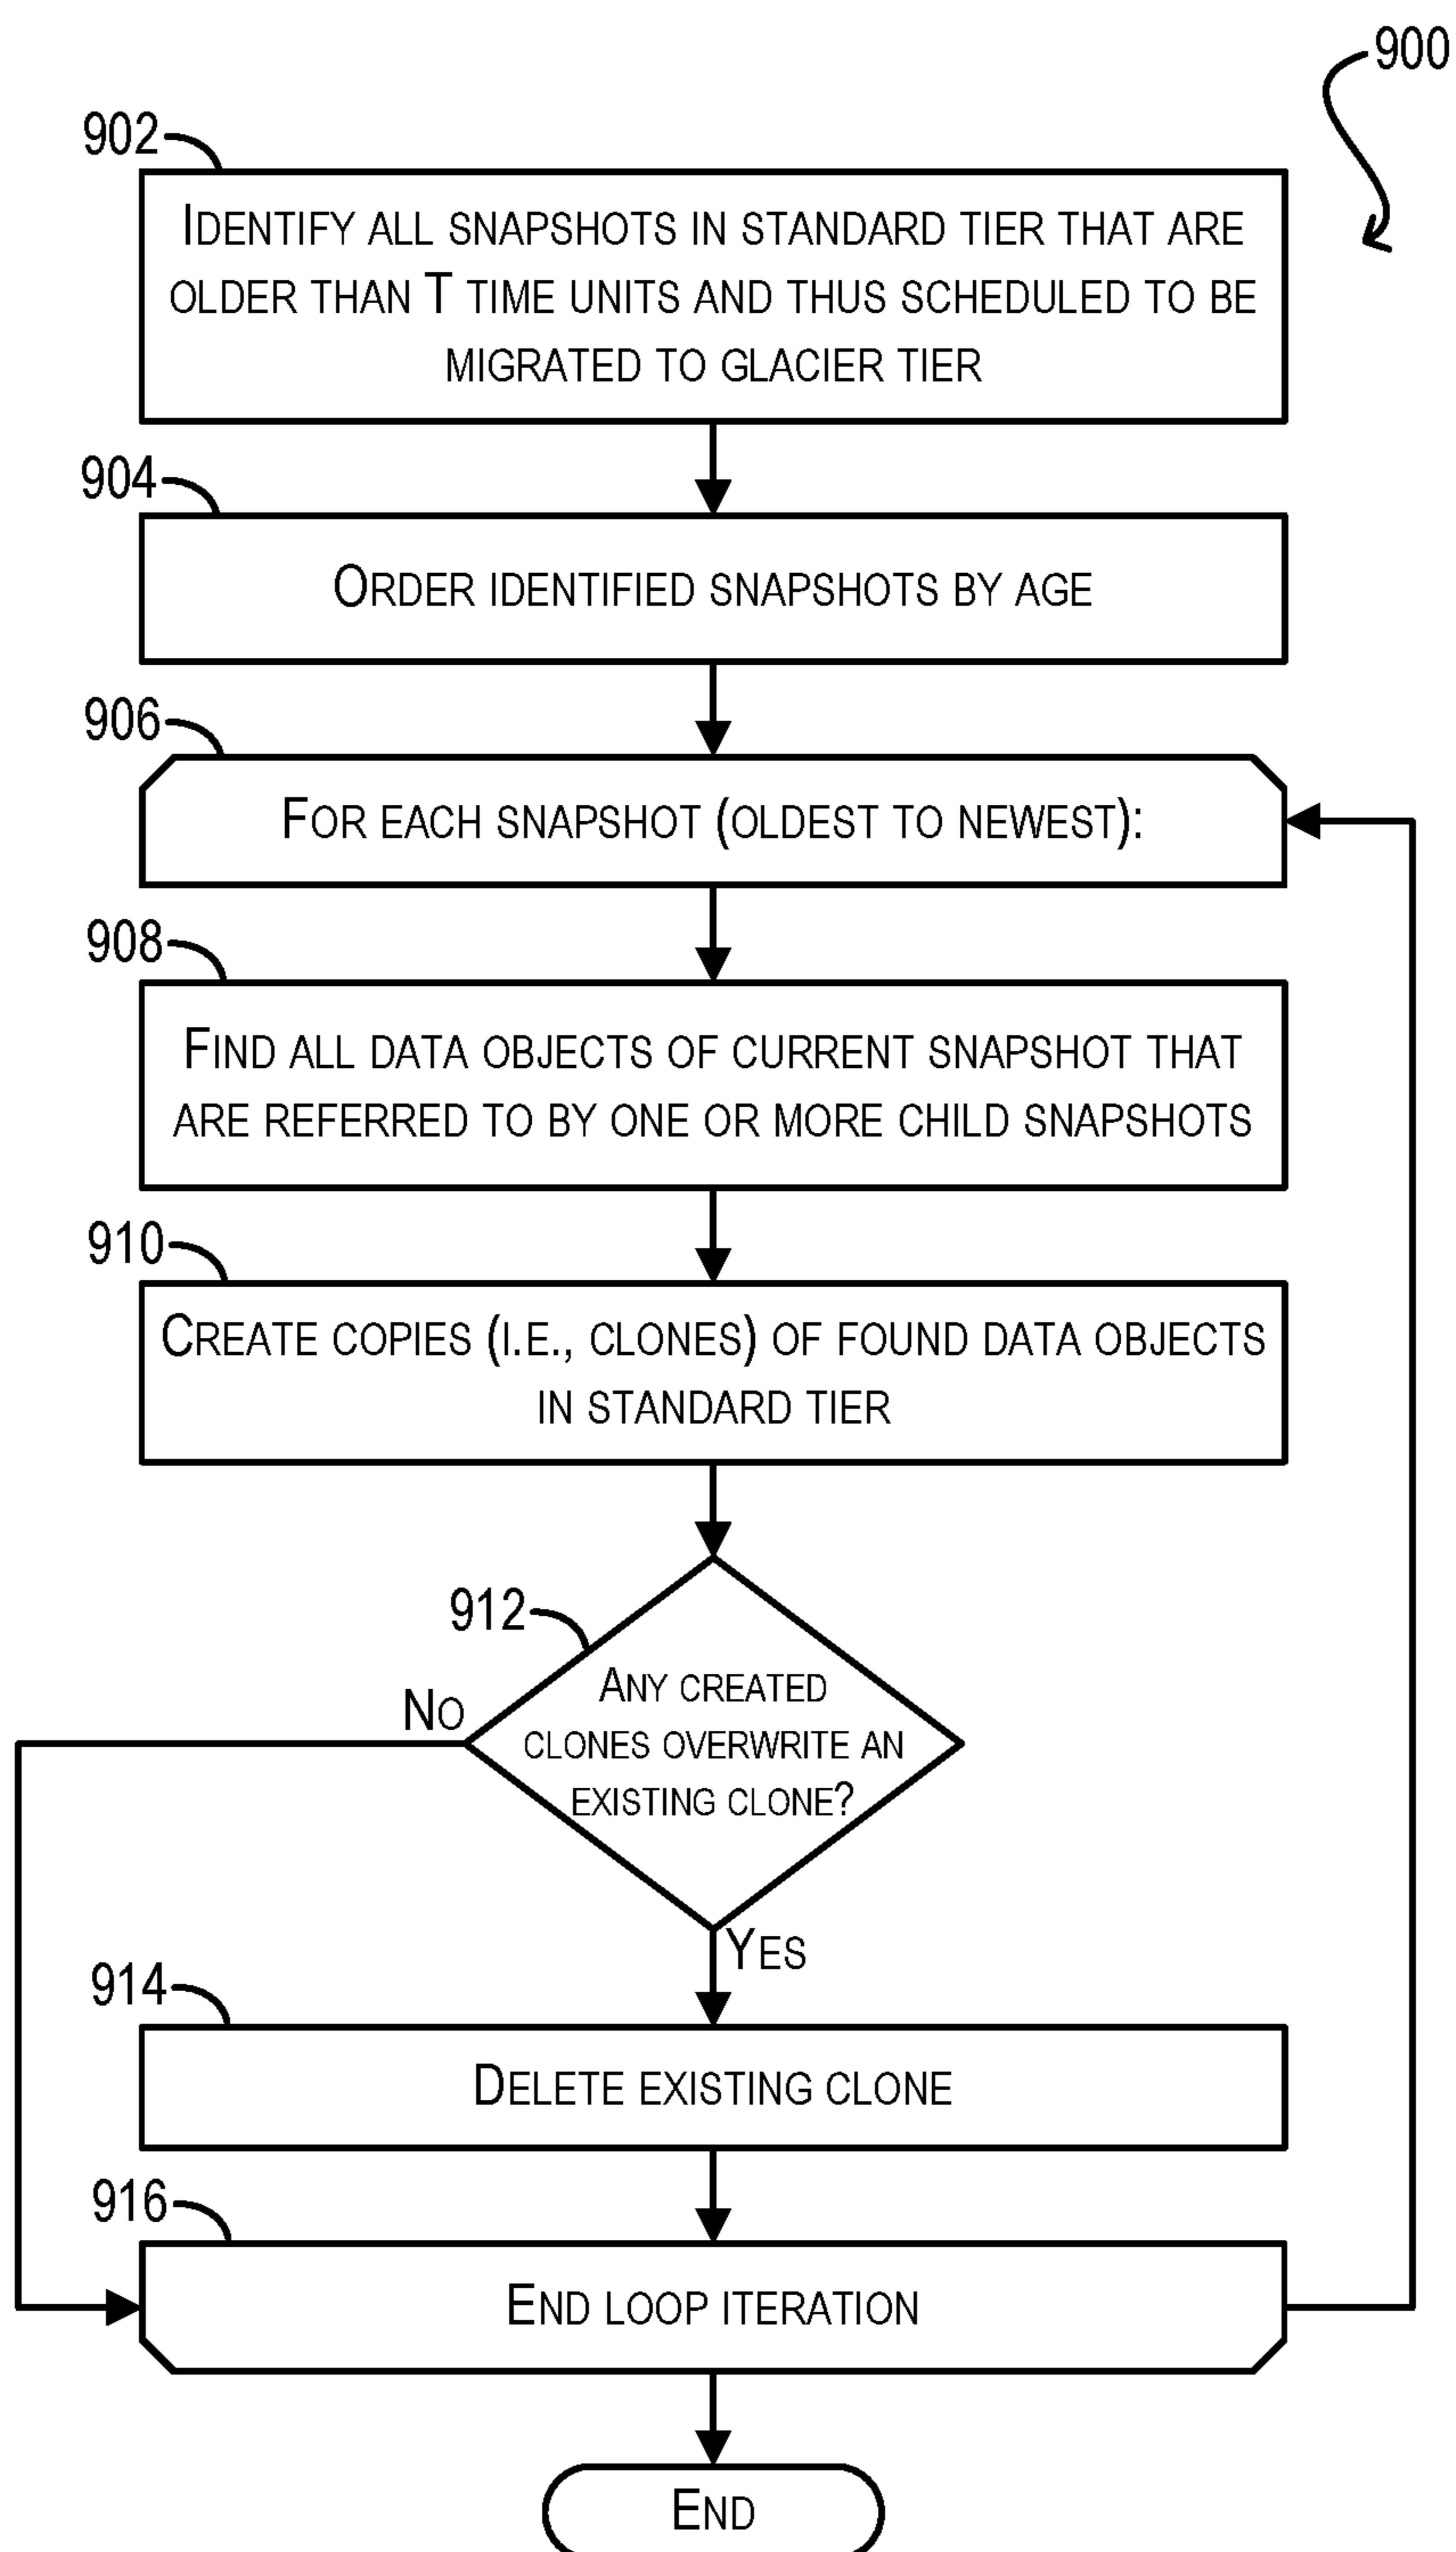 900
902
IDENTIFY ALL SNAPSHOTS IN STANDARD TIER THAT ARE
OLDER THAN T TIME UNITS AND THUS SCHEDULED TO BE
MIGRATED TO GLACIER TIER
904
ORDER IDENTIFIED SNAPSHOTS BY AGE
906
FOR EACH SNAPSHOT (OLDEST TO NEWEST):
908
FIND ALL DATA OBJECTS OF CURRENT SNAPSHOT THAT
ARE REFERRED TO BY ONE OR MORE CHILD SNAPSHOTS
910
CREATE COPIES (I.E., CLONES) OF FOUND DATA OBJECTS
IN STANDARD TIER
912
ANY CREATED
CLONES OVERWRITE AN
EXISTING CLONE?
NO
YES
914
DELETE EXISTING CLONE
916
END LOOP ITERATION
END